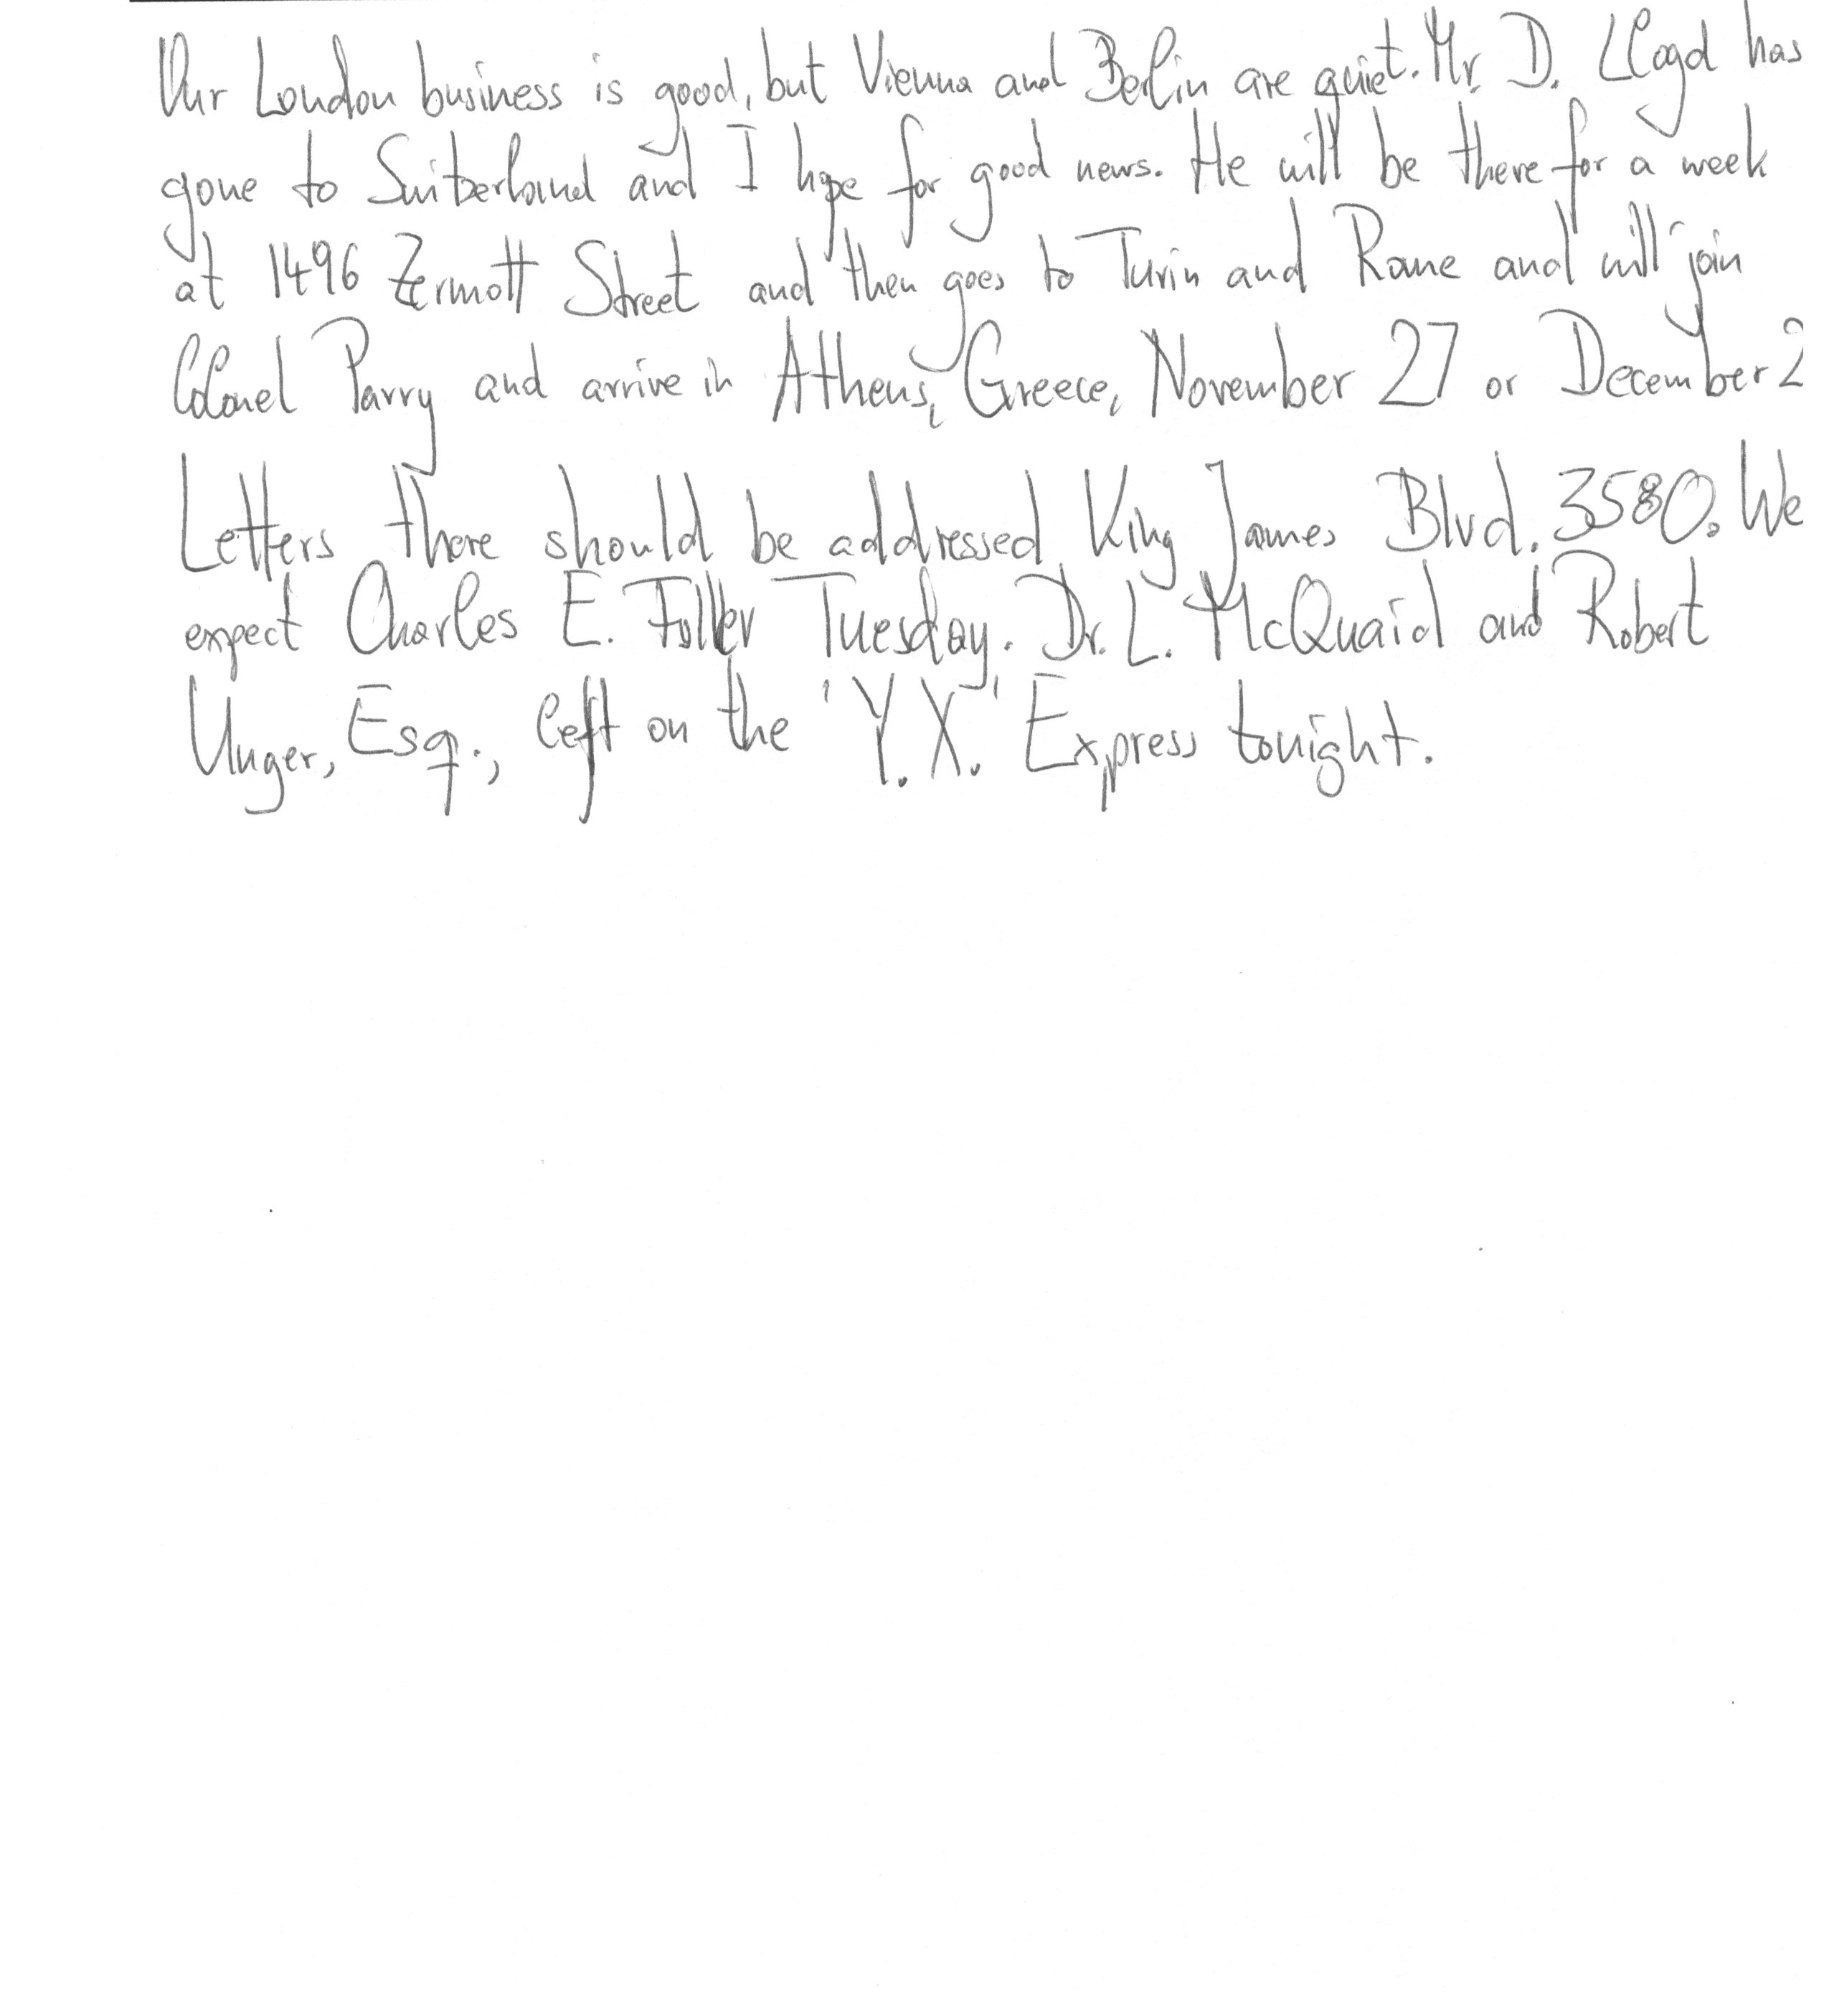 Our London business is good, but Vienna and Berlin are quiet. Mr. D. Lloyd has
gone to Switzerland and I hope for good news. He will be there for a week
at 1496 Zermott Street and then goes to Turin and Rome and will join
Colonel Parry and arrive in Athens, Greece, November 27 or December 2
Letters there should be addressed King James Blvd. 3580. We
expect Charles E. Fuller Tuesday. Dr. L. McQuaid and Robert
Unger, Esq., left on the 'Y.X.' Express tonight.